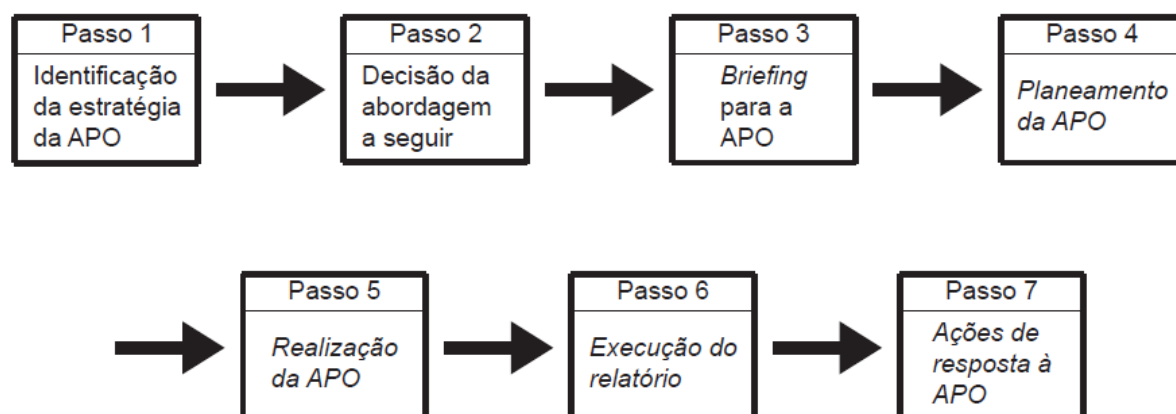 Passo 1
Identificação
da estratégia
da APO
Passo 2
Decisão da
abordagem
a seguir
Passo 3
Briefing
para a
APO
Passo 4
Planeamento
da APO
Passo 5
Realização
da APO
Passo 6
Execução do
relatório
Passo 7
Ações de
resposta à
APO